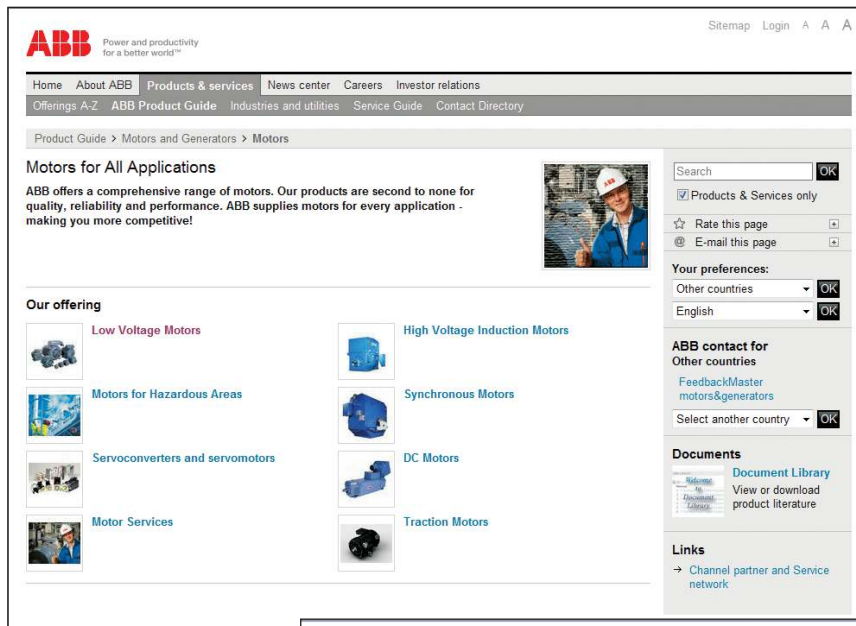 Sitemap Login A A A
ABB
Power and productivity
for a better world™
Home About ABB Products & services News center Careers Investor relations
Offerings A-Z ABB Product Guide Industries and utilities Service Guide Contact Directory
Product Guide > Motors and Generators > Motors
Motors for All Applications
ABB offers a comprehensive range of motors. Our products are second to none for
quality, reliability and performance. ABB supplies motors for every application -
making you more competitive!
ABB
Our offering
Low Voltage Motors
High Voltage Induction Motors
Motors for Hazardous Areas
Synchronous Motors
Servoconverters and servomotors
DC Motors
Motor Services
Traction Motors
Search OK
Products & Services only
Rate this page
@ E-mail this page
Your preferences:
Other countries OK
English OK
ABB contact for
Other countries
FeedbackMaster
motors&generators
Select another country OK
Documents
Welcome
to
Document
Library
Document Library
View or download
product literature
Links
→ Channel partner and Service
network